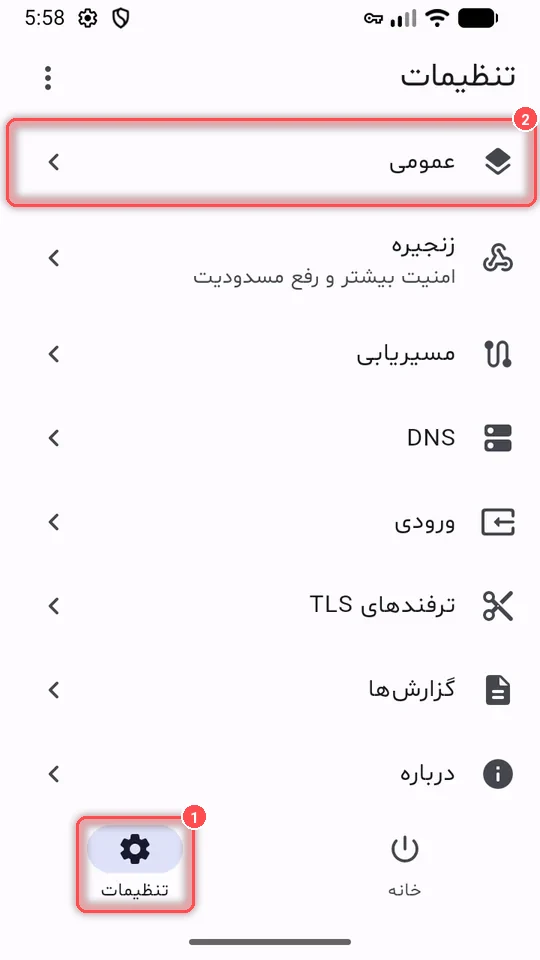 5:58
تنظیمات
2
عمومی
زنجیره
امنیت بیشتر و رفع مسدودیت
مسیریابی
DNS
ورودی
ترفندهای TLS
گزارش‌ها
درباره
1
خانه
تنظیمات